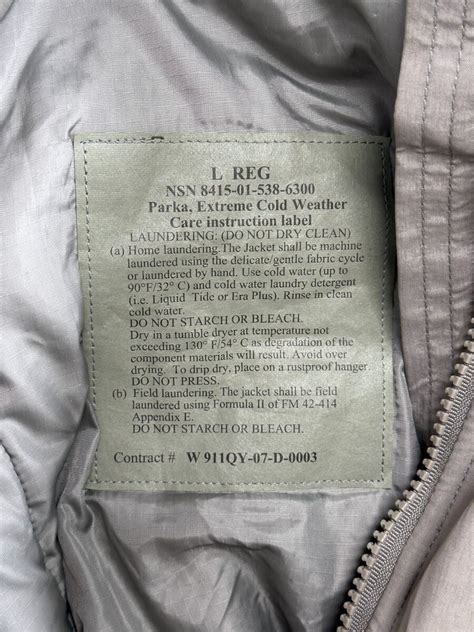 L REG
NSN 8415-01-538-6300
Parka, Extreme Cold Weather
Care instruction label
LAUNDERING: (DO NOT DRY CLEAN)
(a) Home laundering. The Jacket shall be machine
laundered using the delicate/gentle fabric cycle
or laundered by hand. Use cold water (up to
90°F/32° C) and cold water laundry detergent
(i.e. Liquid Tide or Era Plus). Rinse in clean
cold water.
DO NOT STARCH OR BLEACH.
Dry in a tumble dryer at temperature not
exceeding 130° F/54° C as degradation of the
component materials will result. Avoid over
drying. To drip dry, place on a rustproof hanger.
DO NOT PRESS.
(b) Field laundering. The jacket shall be field
laundered using Formula II of FM 42-414
Appendix E.
DO NOT STARCH OR BLEACH.
Contract # W 911QY-07-D-0003